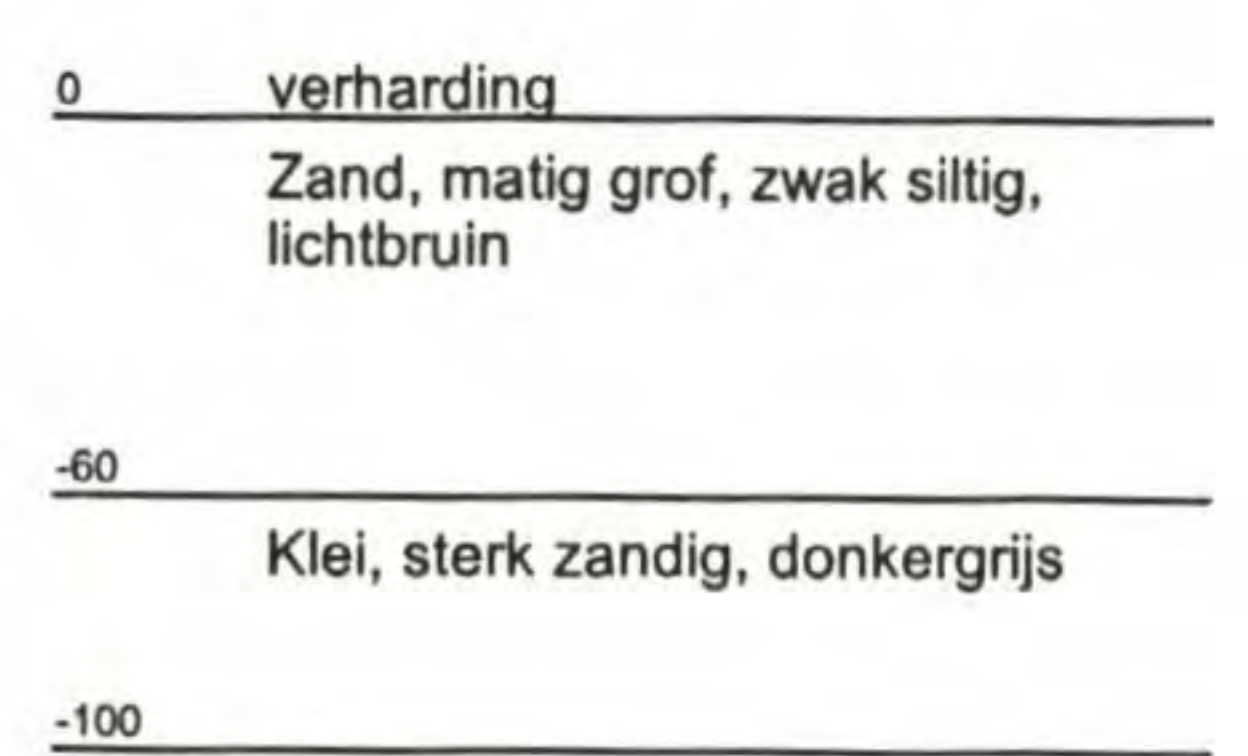 0 verharding
Zand, matig grof, zwak siltig,
lichtbruin
-60
Klei, sterk zandig, donkergrijs
-100